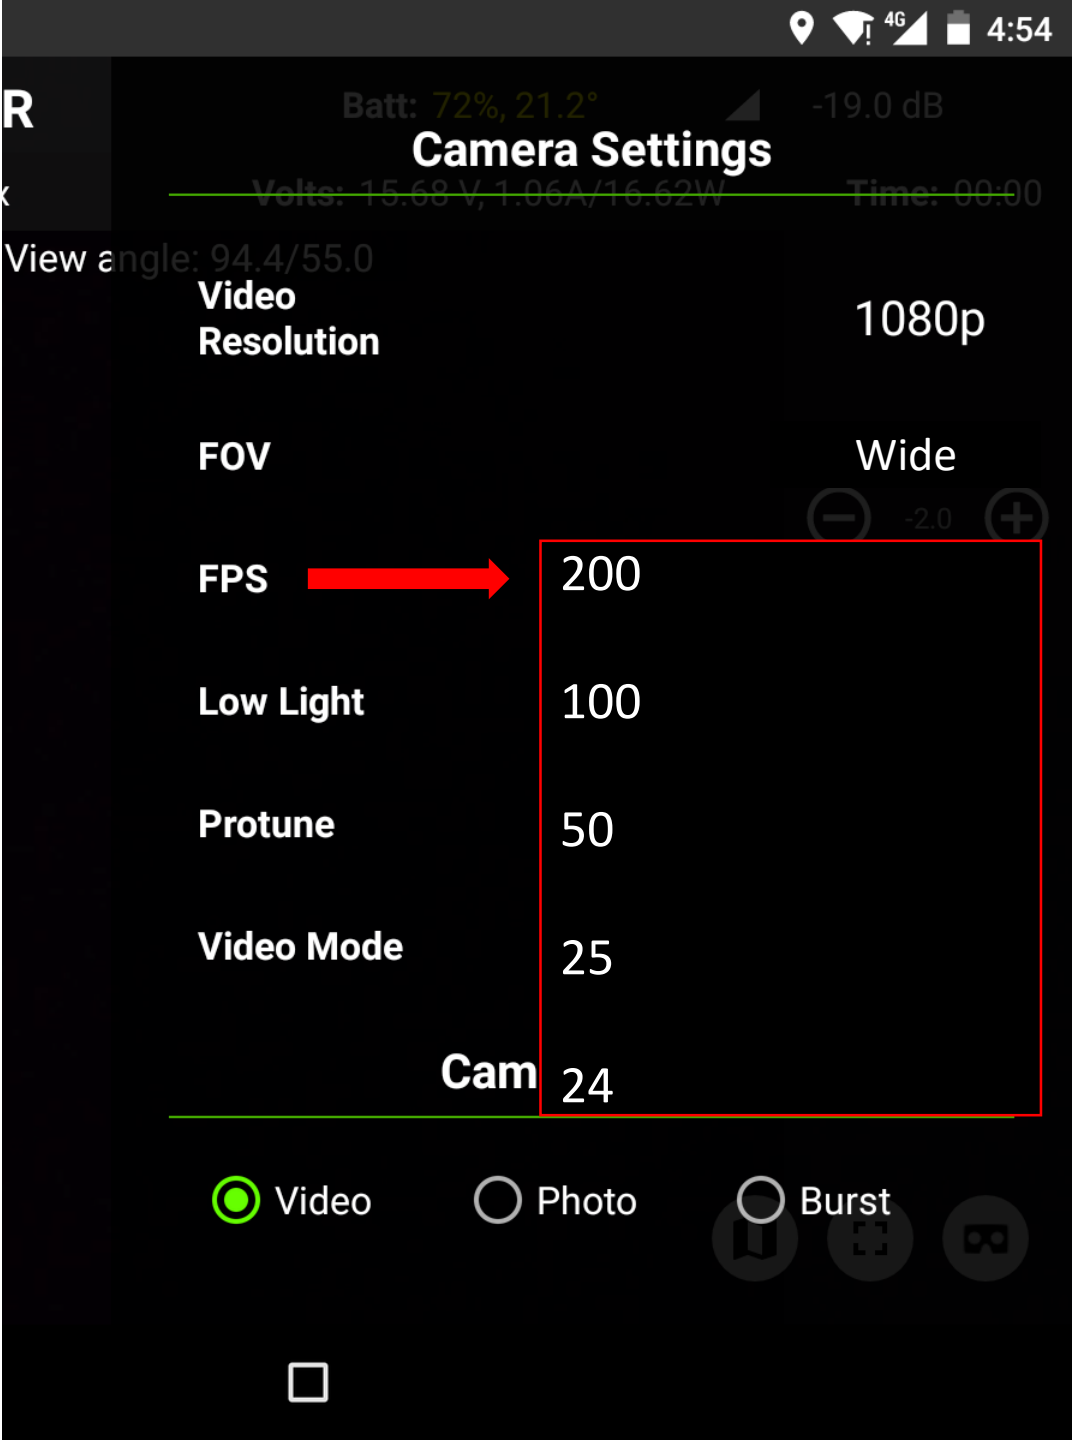 4G 4:54
R
Batt: 72%, 21.2° -19.0 dB
Camera Settings
x
Volts: 15.68 V, 1.06A/16.62W Time: 00:00
View angle: 94.4/55.0
Video
Resolution
1080p
FOV Wide
-2.0
FPS 200
Low Light 100
Protune 50
Video Mode 25
Cam 24
Video Photo Burst